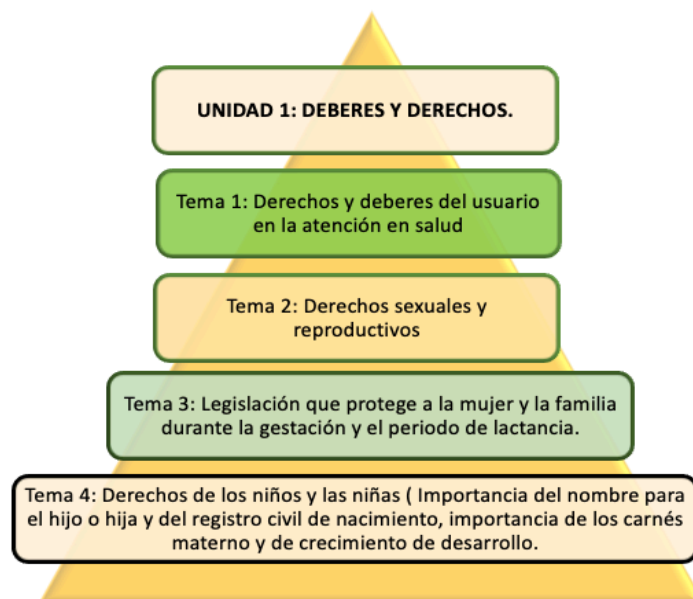 UNIDAD 1: DEBERES Y DERECHOS.
Tema 1: Derechos y deberes del usuario
en la atención en salud
Tema 2: Derechos sexuales y
reproductivos
Tema 3: Legislación que protege a la mujer y la familia
durante la gestación y el periodo de lactancia.
Tema 4: Derechos de los niños y las niñas ( Importancia del nombre para
el hijo o hija y del registro civil de nacimiento, importancia de los carnés
materno y de crecimiento de desarrollo.